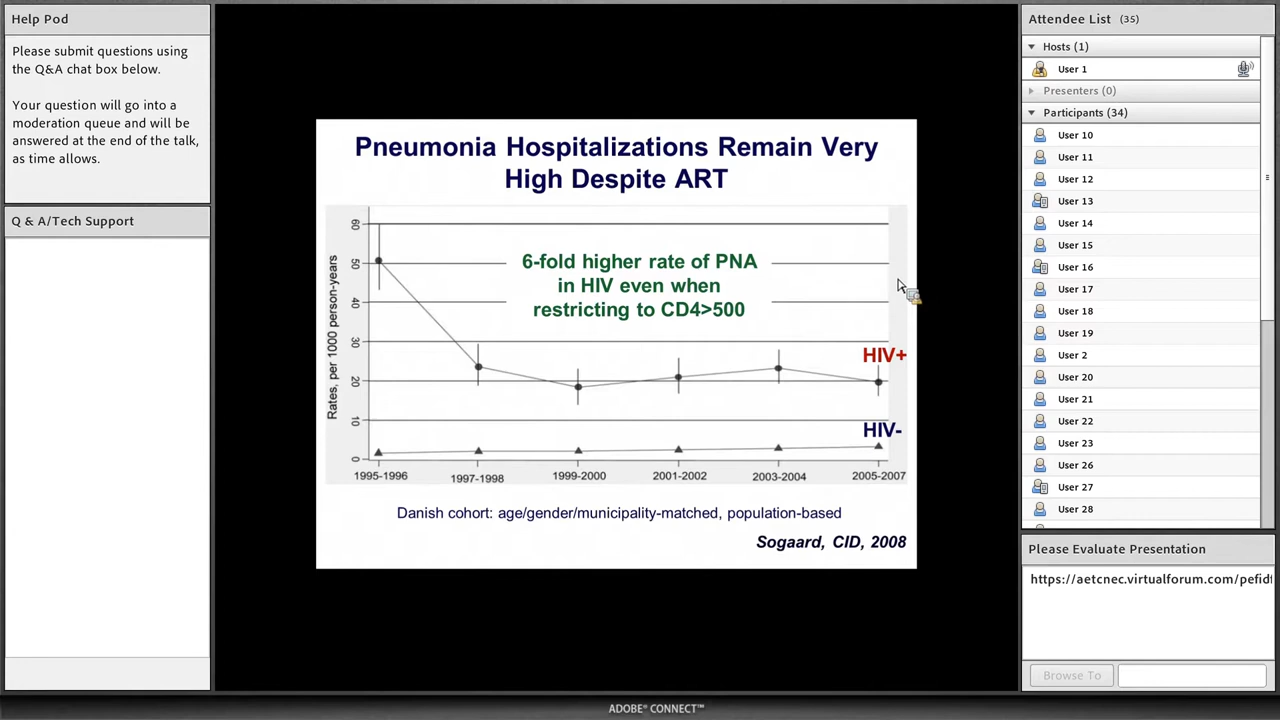 Help Pod
Please submit questions using
the Q&A chat box below.
Your question will go into a
moderation queue and will be
answered at the end of the talk,
as time allows.
Q & A/Tech Support
Pneumonia Hospitalizations Remain Very
High Despite ART
6-fold higher rate of PNA
in HIV even when
restricting to CD4>500
Rates, per 1000 person-years
60
50
40
30
20
10
0
HIV+
HIV-
1995-1996
1997-1998
1999-2000
2001-2002
2003-2004
2005-2007
Danish cohort: age/gender/municipality-matched, population-based
Sogaard, CID, 2008
Attendee List (35)
Hosts (1)
User 1
Presenters (0)
Participants (34)
User 10
User 11
User 12
User 13
User 14
User 15
User 16
User 17
User 18
User 19
User 2
User 20
User 21
User 22
User 23
User 26
User 27
User 28
Please Evaluate Presentation
https://aetcnec.virtualforum.com/pefidf
Browse To
ADOBE® CONNECT™